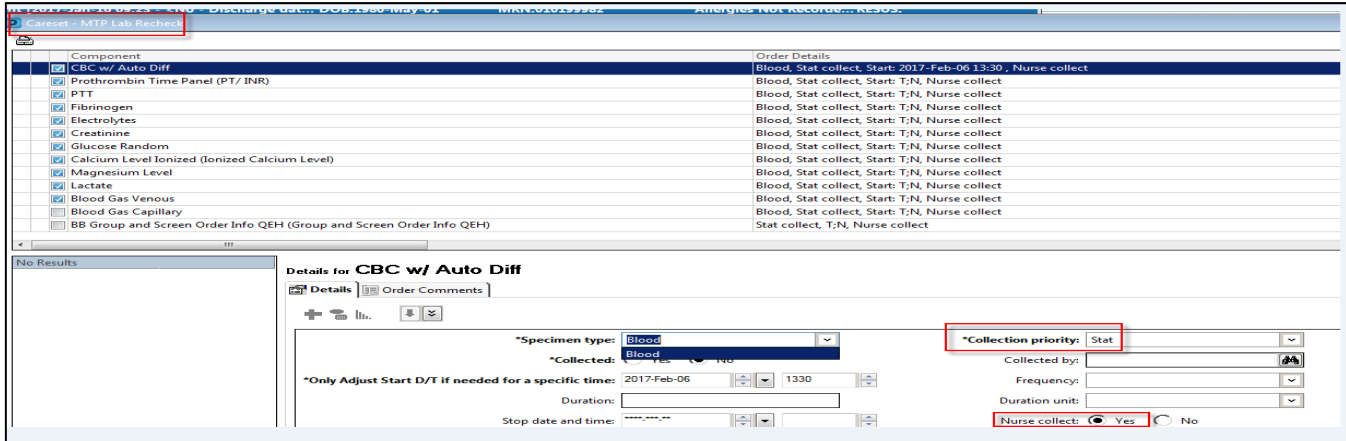 Careset - MTP Lab Recheck
Component Order Details
CBC w/ Auto Diff Blood, Stat collect, Start: 2017-Feb-06 13:30 , Nurse collect
Prothrombin Time Panel (PT/ INR) Blood, Stat collect, Start: T;N, Nurse collect
PTT Blood, Stat collect, Start: T;N, Nurse collect
Fibrinogen Blood, Stat collect, Start: T;N, Nurse collect
Electrolytes Blood, Stat collect, Start: T;N, Nurse collect
Creatinine Blood, Stat collect, Start: T;N, Nurse collect
Glucose Random Blood, Stat collect, Start: T;N, Nurse collect
Calcium Level Ionized (Ionized Calcium Level) Blood, Stat collect, Start: T;N, Nurse collect
Magnesium Level Blood, Stat collect, Start: T;N, Nurse collect
Lactate Blood, Stat collect, Start: T;N, Nurse collect
Blood Gas Venous Blood, Stat collect, Start: T;N, Nurse collect
Blood Gas Capillary Blood, Stat collect, Start: T;N, Nurse collect
BB Group and Screen Order Info QEH (Group and Screen Order Info QEH) Stat collect, T;N, Nurse collect
No Results
Details for CBC w/ Auto Diff
Details Order Comments
*Specimen type: Blood *Collection priority: Stat
Blood
*Collected: Yes No Collected by:
*Only Adjust Start D/T if needed for a specific time: 2017-Feb-06 1330 Frequency:
Duration: Duration unit:
Stop date and time: ****-***-** Nurse collect: Yes No